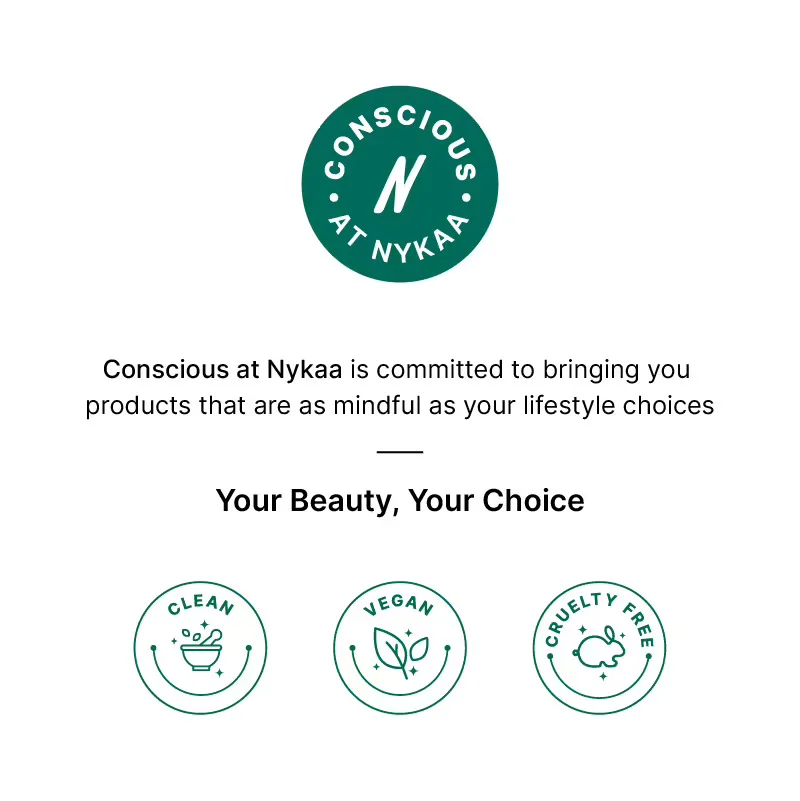 CONSCIOUS
N
AT NYKAA
Conscious at Nykaa is committed to bringing you
products that are as mindful as your lifestyle choices
Your Beauty, Your Choice
CLEAN
VEGAN
CRUELTY FREE